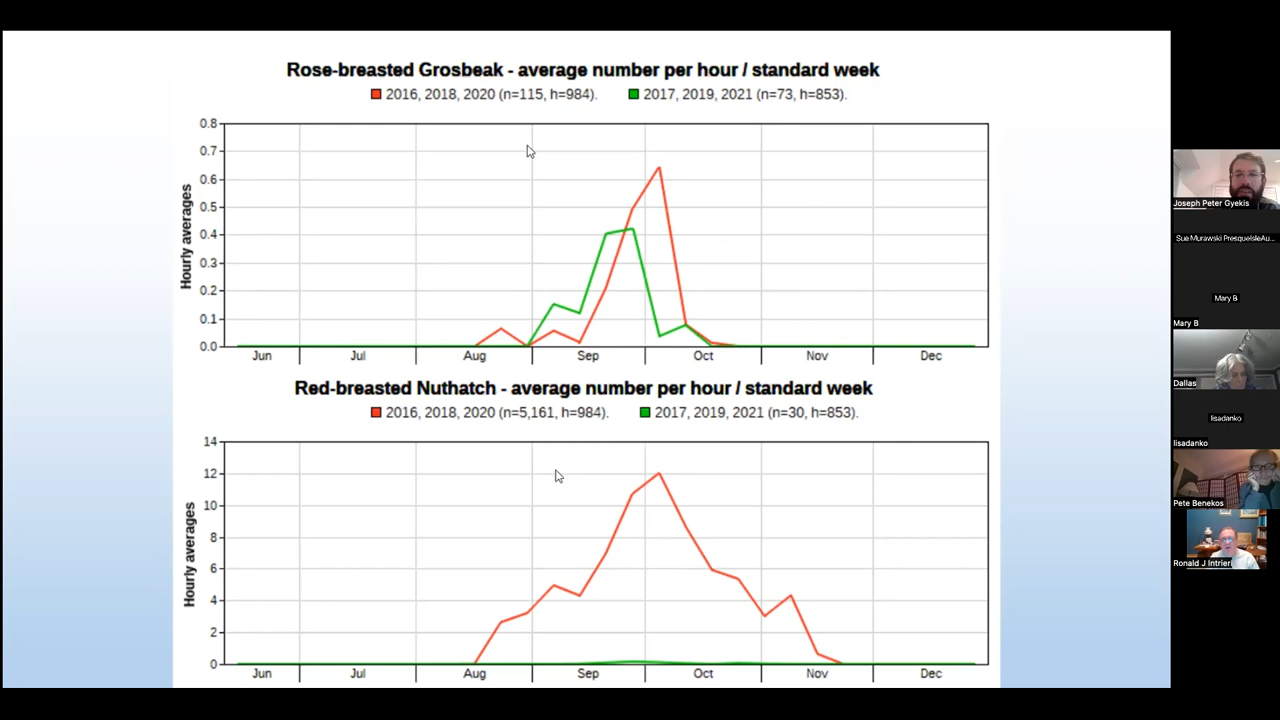 Rose-breasted Grosbeak - average number per hour / standard week
2016, 2018, 2020 (n=115, h=984). 2017, 2019, 2021 (n=73, h=853).
Hourly averages
0.8
0.7
0.6
0.5
0.4
0.3
0.2
0.1
0.0
Jun Jul Aug Sep Oct Nov Dec
Red-breasted Nuthatch - average number per hour / standard week
2016, 2018, 2020 (n=5,161, h=984). 2017, 2019, 2021 (n=30, h=853).
Hourly averages
14
12
10
8
6
4
2
0
Jun Jul Aug Sep Oct Nov Dec
Joseph Peter Gyekis
Sue Murawski PresqueIsleAu...
Mary B
Mary B
Dallas
lisadanko
lisadanko
Pete Benekos
Ronald J Intrieri